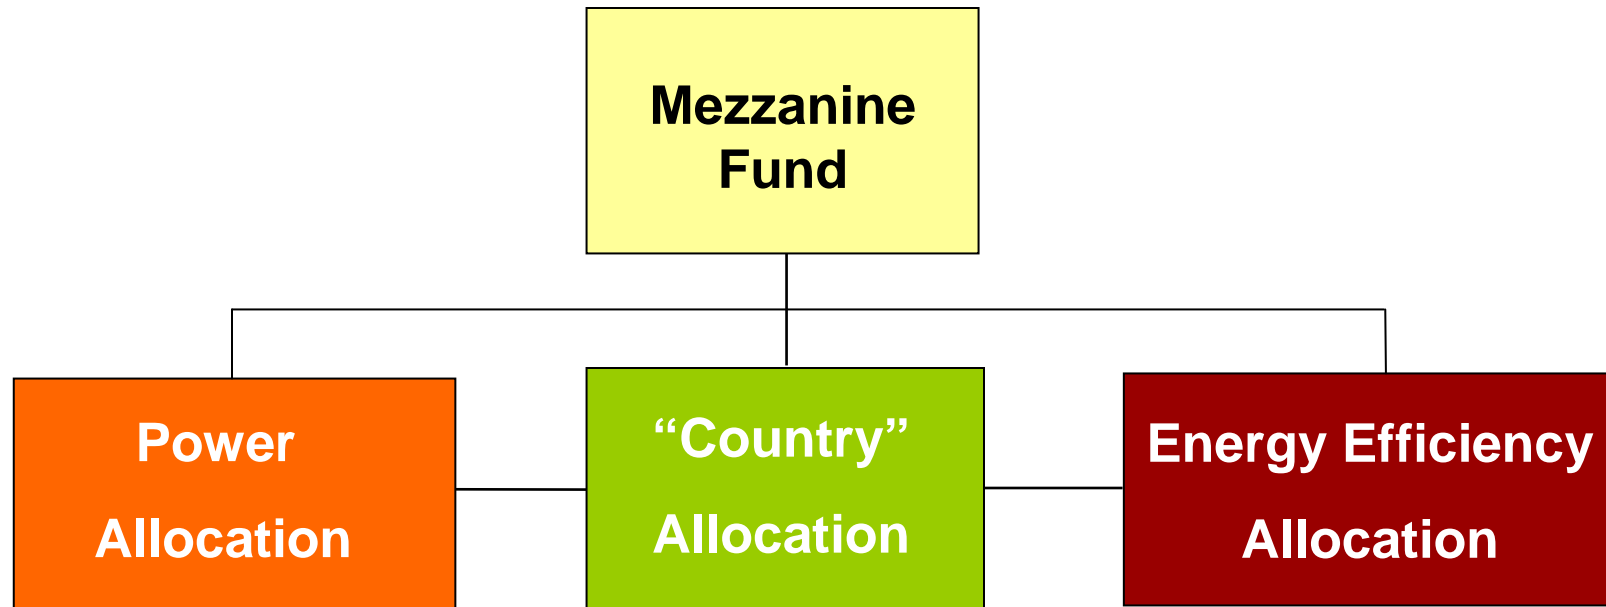 Mezzanine
Fund
Power
Allocation
“Country”
Allocation
Energy Efficiency
Allocation